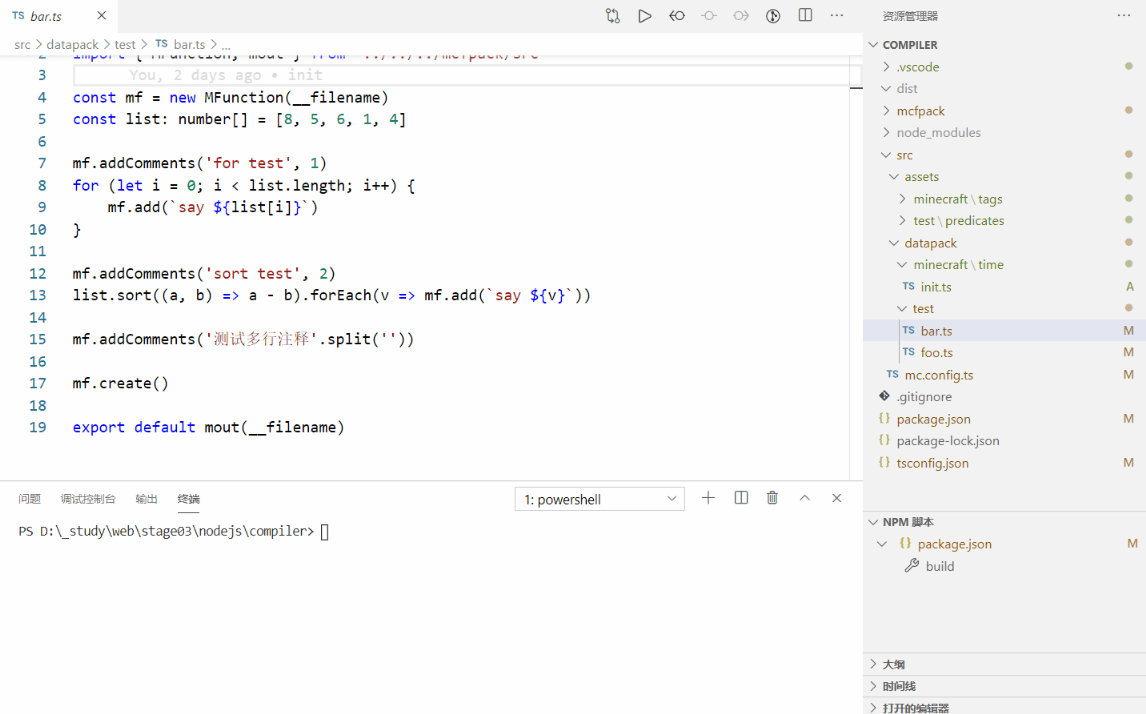 TS bar.ts
src > datapack > test > TS bar.ts > ...
2 import { MFunction, mout } from '../../../mcfpack/src'
3 You, 2 days ago • init
4 const mf = new MFunction(__filename)
5 const list: number[] = [8, 5, 6, 1, 4]
6
7 mf.addComments('for test', 1)
8 for (let i = 0; i < list.length; i++) {
9 mf.add(`say ${list[i]}`)
10 }
11
12 mf.addComments('sort test', 2)
13 list.sort((a, b) => a - b).forEach(v => mf.add(`say ${v}`))
14
15 mf.addComments('测试多行注释'.split(''))
16
17 mf.create()
18
19 export default mout(__filename)
问题 调试控制台 输出 终端
1: powershell
PS D:\_study\web\stage03\nodejs\compiler>
资源管理器
COMPILER
.vscode
dist
mcfpack
node_modules
src
assets
minecraft \ tags
test \ predicates
datapack
minecraft \ time
TS init.ts A
test
TS bar.ts M
TS foo.ts M
TS mc.config.ts M
.gitignore
{} package.json M
{} package-lock.json
{} tsconfig.json M
NPM 脚本
{} package.json M
build
大纲
时间线
打开的编辑器